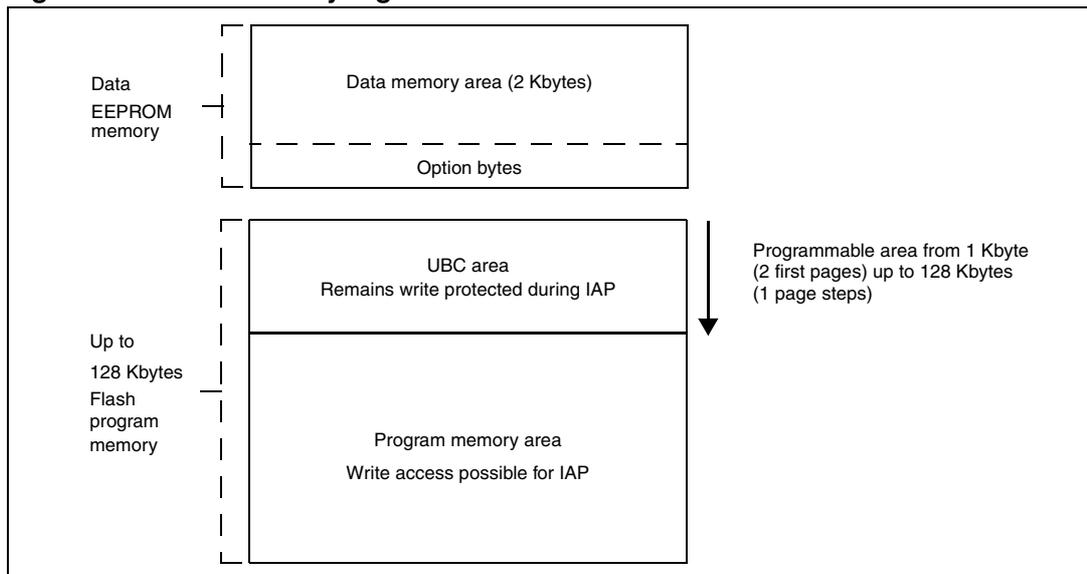 Data
EEPROM
memory
Data memory area (2 Kbytes)
Option bytes
UBC area
Remains write protected during IAP
Programmable area from 1 Kbyte
(2 first pages) up to 128 Kbytes
(1 page steps)
Up to
128 Kbytes
Flash
program
memory
Program memory area
Write access possible for IAP